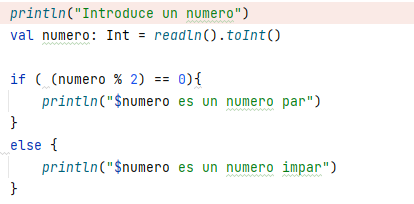 println("Introduce un numero")
val numero: Int = readln().toInt()
if ( (numero % 2) == 0){
println("$numero es un numero par")
}
else {
println("$numero es un numero impar")
}